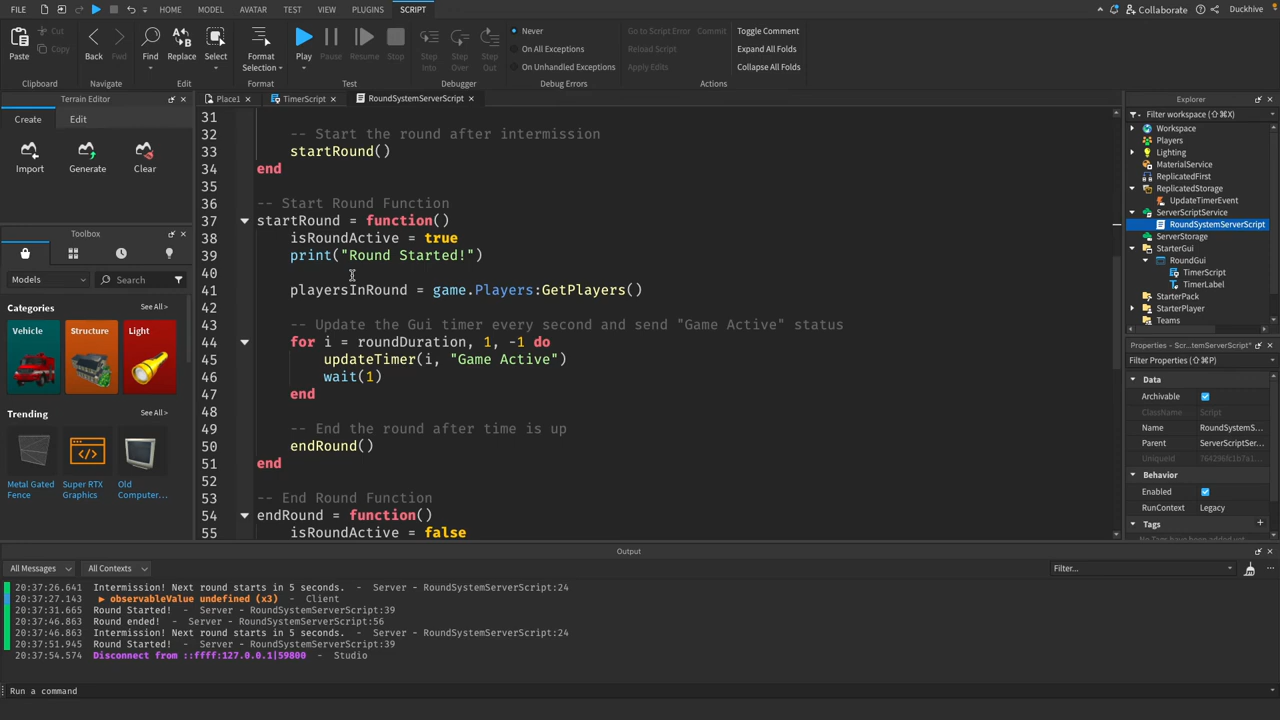 FILE HOME MODEL AVATAR TEST VIEW PLUGINS SCRIPT Collaborate Duckhive
Paste Cut Copy Back Fwd Find Replace Select Format Selection Play Pause Resume Stop Step Into Step Over Step Out Never On All Exceptions On Unhandled Exceptions Go to Script Error Commit Reload Script Apply Edits Toggle Comment Expand All Folds Collapse All Folds
Clipboard Navigate Edit Format Test Debugger Debug Errors Actions
Terrain Editor
Create Edit
Import Generate Clear
Toolbox
Models Search
Categories See All >
Vehicle Structure Light
Trending See All >
Metal Gated Fence
Super RTX Graphics
Old Computer...
Place1 TimerScript RoundSystemServerScript
31
32 -- Start the round after intermission
33 startRound()
34 end
35
36 -- Start Round Function
37 startRound = function()
38 isRoundActive = true
39 print("Round Started!")
40
41 playersInRound = game.Players:GetPlayers()
42
43 -- Update the Gui timer every second and send "Game Active" status
44 for i = roundDuration, 1, -1 do
45 updateTimer(i, "Game Active")
46 wait(1)
47 end
48
49 -- End the round after time is up
50 endRound()
51 end
52
53 -- End Round Function
54 endRound = function()
55 isRoundActive = false
Explorer
Filter workspace (⇧⌘X)
Workspace
Players
Lighting
MaterialService
ReplicatedFirst
ReplicatedStorage
UpdateTimerEvent
ServerScriptService
RoundSystemServerScript
ServerStorage
StarterGui
RoundGui
TimerScript
TimerLabel
StarterPack
StarterPlayer
Teams
Properties - Scr...temServerScript"
Filter Properties (⇧⌘P)
Data
Archivable
ClassName Script
Name RoundSystemS...
Parent ServerScriptSer...
UniqueId 764296fc1b7a1...
Behavior
Enabled
RunContext Legacy
Tags
Output
All Messages All Contexts Filter...
20:37:26.641 Intermission! Next round starts in 5 seconds. - Server - RoundSystemServerScript:24
20:37:27.143 ▶ observableValue undefined (x3) - Client
20:37:31.665 Round Started! - Server - RoundSystemServerScript:39
20:37:46.863 Round ended! - Server - RoundSystemServerScript:56
20:37:46.863 Intermission! Next round starts in 5 seconds. - Server - RoundSystemServerScript:24
20:37:51.945 Round Started! - Server - RoundSystemServerScript:39
20:37:54.574 Disconnect from ::ffff:127.0.0.1|59800 - Studio
Run a command